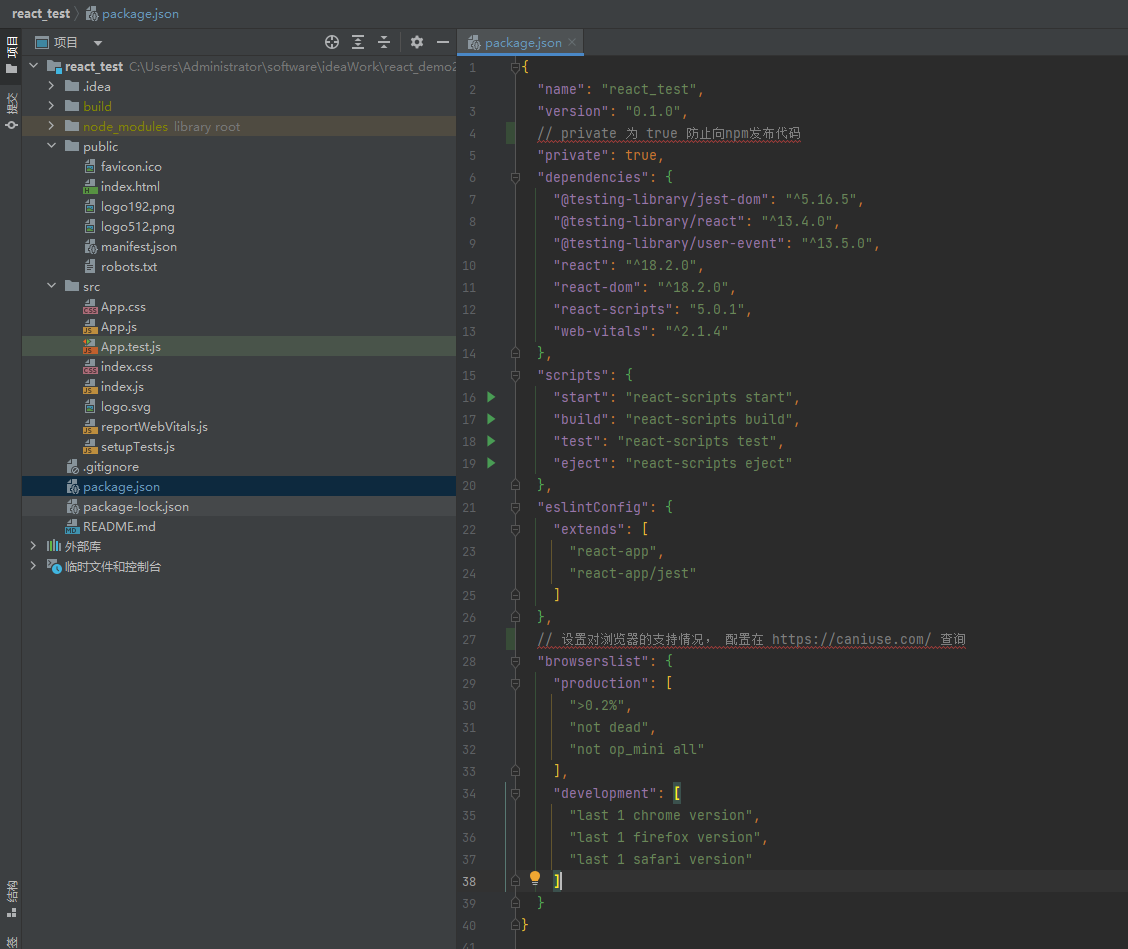 react_test package.json
项目
提交
结构
项目
react_test C:\Users\Administrator\software\ideaWork\react_demo2
.idea
build
node_modules library root
public
favicon.ico
index.html
logo192.png
logo512.png
manifest.json
robots.txt
src
App.css
App.js
App.test.js
index.css
index.js
logo.svg
reportWebVitals.js
setupTests.js
.gitignore
package.json
package-lock.json
README.md
外部库
临时文件和控制台
package.json
1 {
2 "name": "react_test",
3 "version": "0.1.0",
4 // private 为 true 防止向npm发布代码
5 "private": true,
6 "dependencies": {
7 "@testing-library/jest-dom": "^5.16.5",
8 "@testing-library/react": "^13.4.0",
9 "@testing-library/user-event": "^13.5.0",
10 "react": "^18.2.0",
11 "react-dom": "^18.2.0",
12 "react-scripts": "5.0.1",
13 "web-vitals": "^2.1.4"
14 },
15 "scripts": {
16 "start": "react-scripts start",
17 "build": "react-scripts build",
18 "test": "react-scripts test",
19 "eject": "react-scripts eject"
20 },
21 "eslintConfig": {
22 "extends": [
23 "react-app",
24 "react-app/jest"
25 ]
26 },
27 // 设置对浏览器的支持情况， 配置在 https://caniuse.com/ 查询
28 "browserslist": {
29 "production": [
30 ">0.2%",
31 "not dead",
32 "not op_mini all"
33 ],
34 "development": [
35 "last 1 chrome version",
36 "last 1 firefox version",
37 "last 1 safari version"
38 ]
39 }
40 }
41